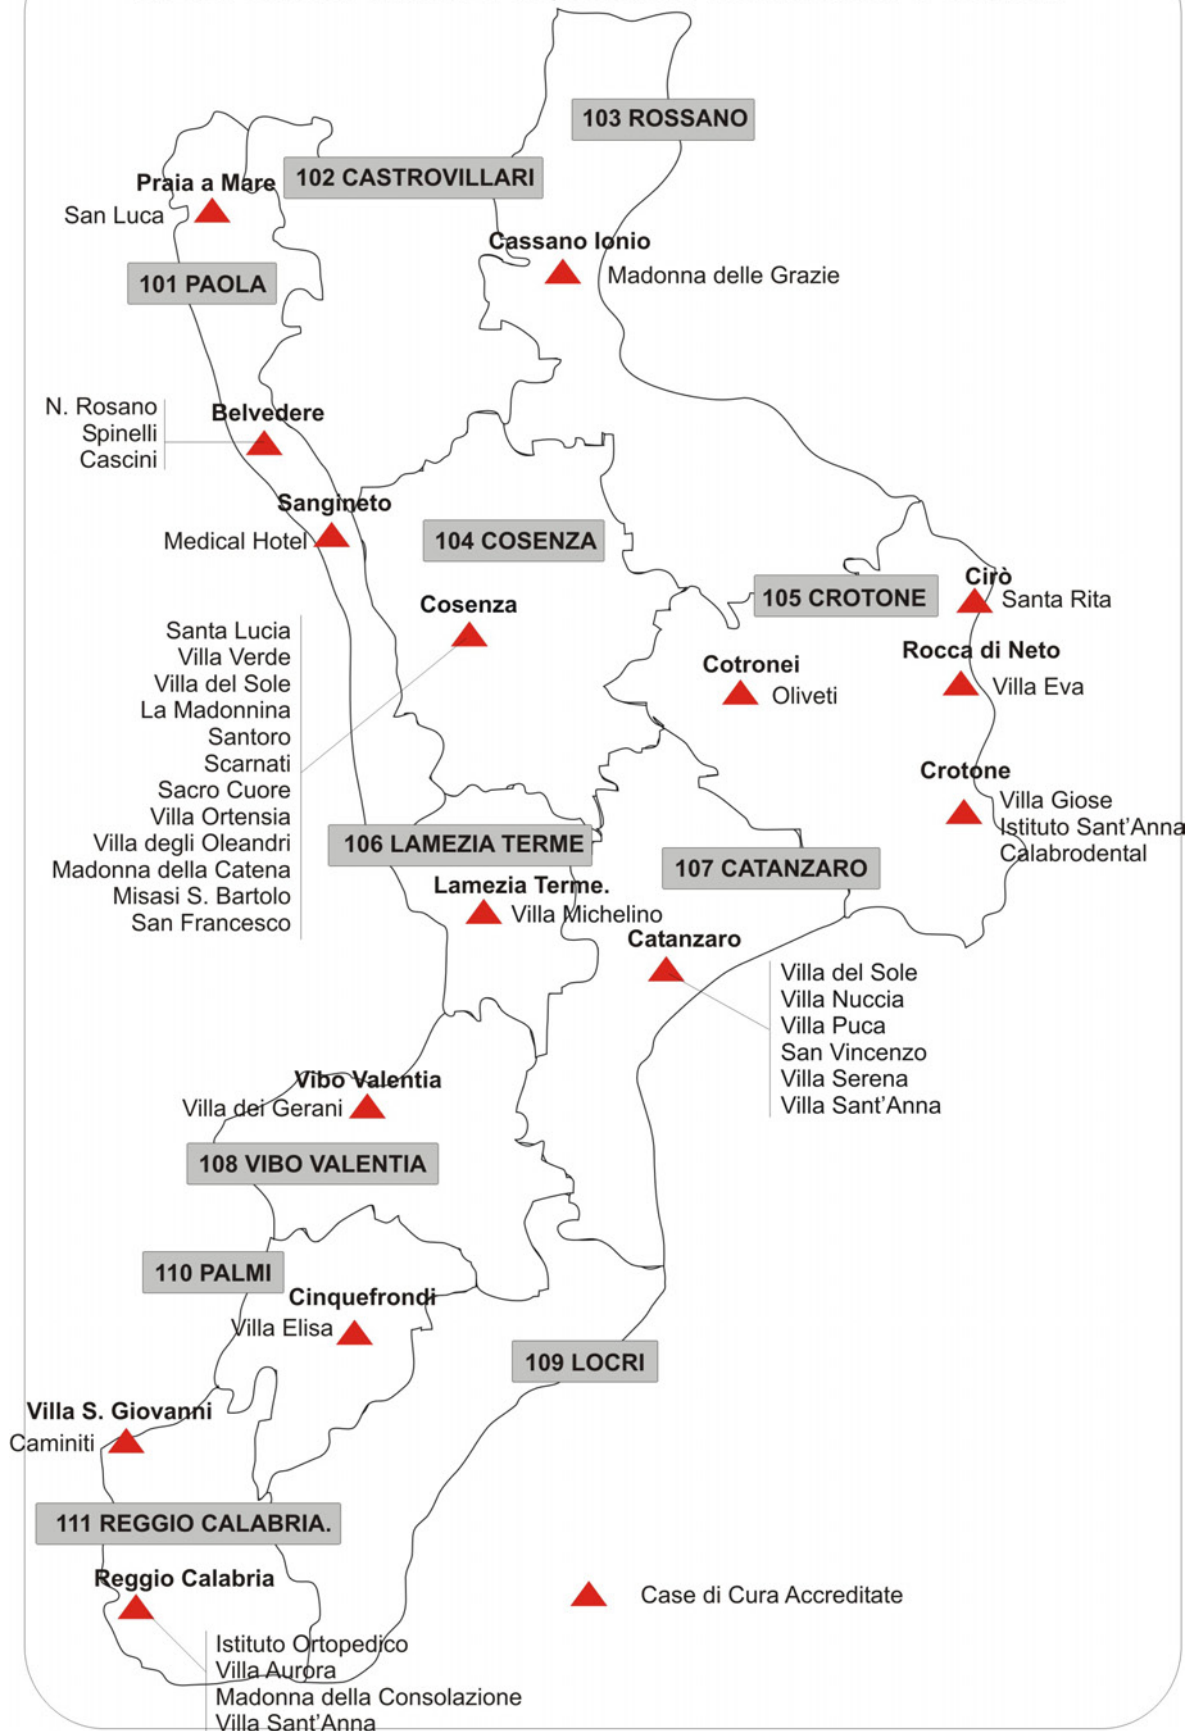 103 ROSSANO
102 CASTROVILLARI
Praia a Mare
San Luca
Cassano Ionio
Madonna delle Grazie
101 PAOLA
N. Rosano
Spinelli
Cascini
Belvedere
Sangineto
Medical Hotel
104 COSENZA
105 CROTONE
Cirò
Santa Rita
Cosenza
Santa Lucia
Villa Verde
Villa del Sole
La Madonnina
Santoro
Scarnati
Sacro Cuore
Villa Ortensia
Villa degli Oleandri
Madonna della Catena
Misasi S. Bartolo
San Francesco
Cotronei
Oliveti
Rocca di Neto
Villa Eva
Crotone
Villa Giose
Istituto Sant'Anna
Calabrodental
106 LAMEZIA TERME
107 CATANZARO
Lamezia Terme.
Villa Michelino
Catanzaro
Villa del Sole
Villa Nuccia
Villa Puca
San Vincenzo
Villa Serena
Villa Sant'Anna
Vibo Valentia
Villa dei Gerani
108 VIBO VALENTIA
110 PALMI
Cinquefrondi
Villa Elisa
109 LOCRI
Villa S. Giovanni
Caminiti
111 REGGIO CALABRIA.
Reggio Calabria
Istituto Ortopedico
Villa Aurora
Madonna della Consolazione
Villa Sant'Anna
Case di Cura Accreditate